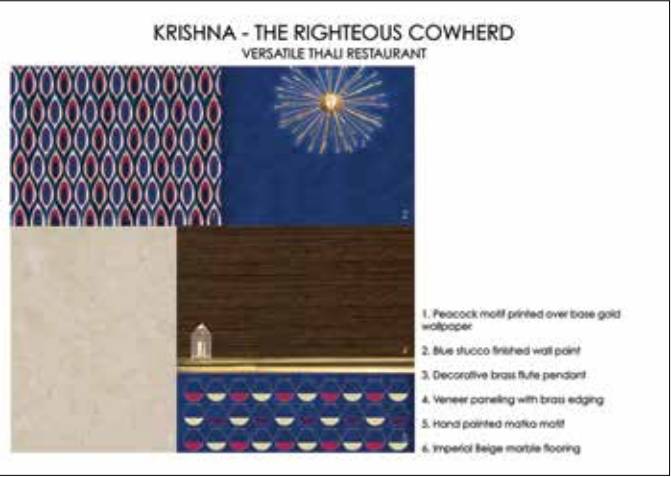 KRISHNA - THE RIGHTEOUS COWHERD
VERSATILE THALI RESTAURANT
1. Peacock motif printed over base gold
wallpaper
2. Blue stucco finished wall paint
3. Decorative brass flute pendant
4. Veneer paneling with brass edging
5. Hand painted matka motif
6. Imperial Beige marble flooring